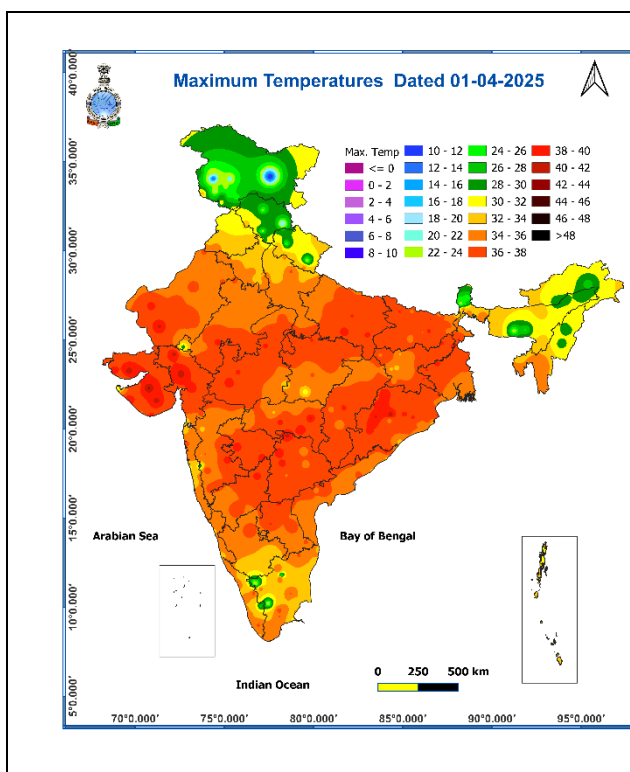 Maximum Temperatures Dated 01-04-2025
Max. Temp
<= 0
0 - 2
2 - 4
4 - 6
6 - 8
8 - 10
10 - 12
12 - 14
14 - 16
16 - 18
18 - 20
20 - 22
22 - 24
24 - 26
26 - 28
28 - 30
30 - 32
32 - 34
34 - 36
36 - 38
38 - 40
40 - 42
42 - 44
44 - 46
46 - 48
>48
40°0.000'
35°0.000'
30°0.000'
25°0.000'
20°0.000'
15°0.000'
10°0.000'
5°0.000'
Arabian Sea
Bay of Bengal
Indian Ocean
0 250 500 km
70°0.000' 75°0.000' 80°0.000' 85°0.000' 90°0.000' 95°0.000'